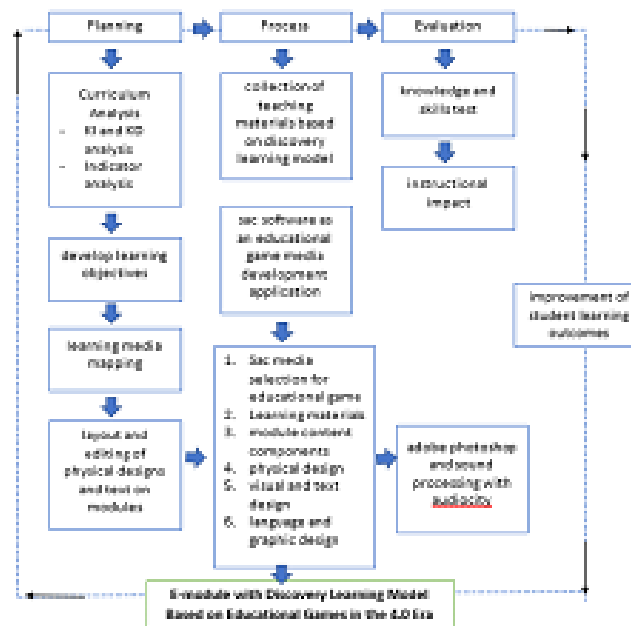 Planning
Process
Evaluation
Curriculum
Analysis
- KI and KD
analysis
- Indicator
analysis
develop learning
objectives
learning media
mapping
layout and
editing of
physical designs
and text on
modules
collection of
teaching
materials based
on discovery
learning model
sac software as
an educational
game media
development
application
1. Sac media
selection for
educational game
2. Learning materials
3. module content
components
4. physical design
5. visual and text
design
6. language and
graphic design
knowledge and
skills test
instructional
impact
adobe photoshop
and sound
processing with
audiocity
improvement of
student learning
outcomes
E-module with Discovery Learning Model
Based on Educational Games in the 4.0 Era